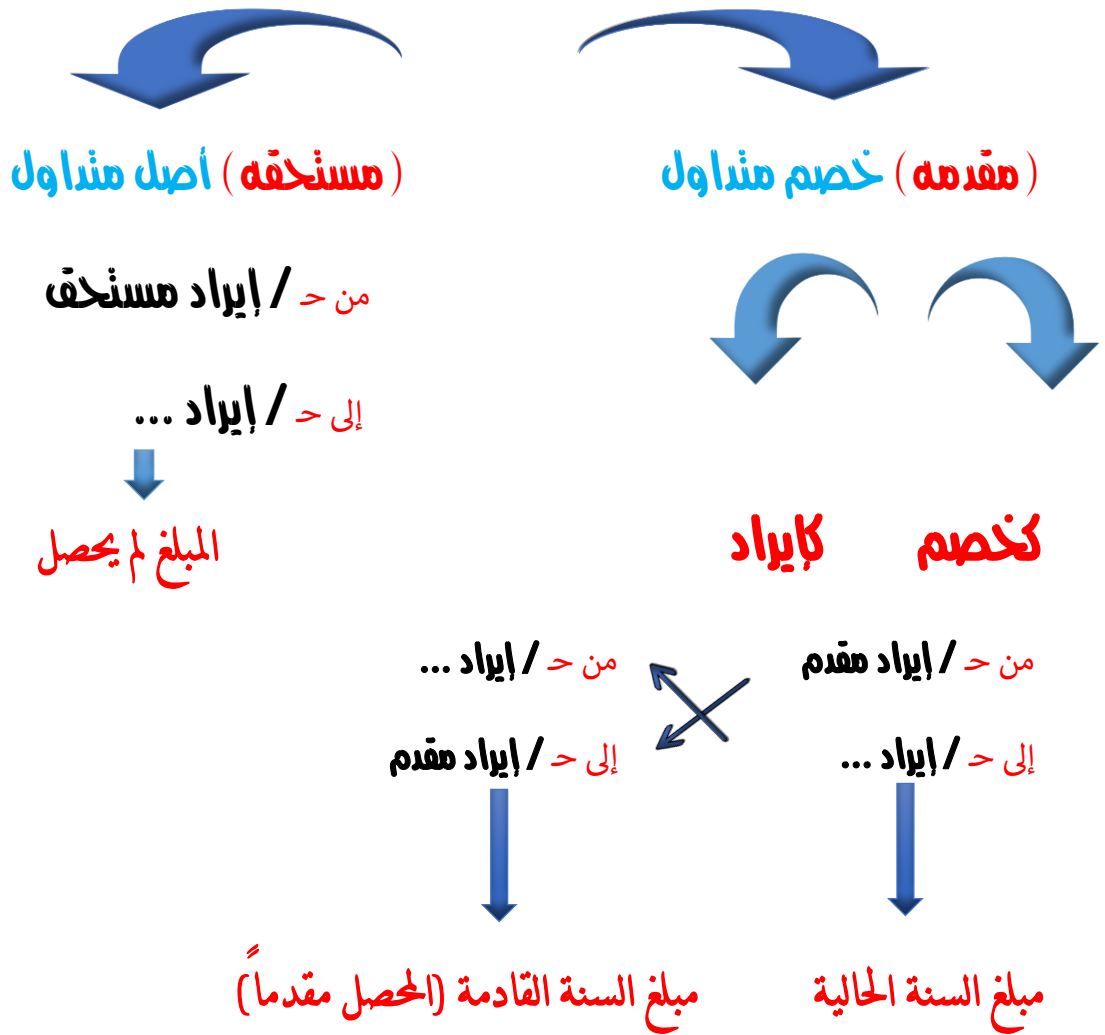 (مقدمه) خصم متداول
(مستحقه) أصل متداول
من حـ / إيراد مستحق
إلى حـ / إيراد ...
المبلغ لم يحصل
كخصم كإيراد
من حـ / إيراد مقدم
من حـ / إيراد ...
إلى حـ / إيراد ...
إلى حـ / إيراد مقدم
مبلغ السنة الحالية
مبلغ السنة القادمة (المحصل مقدماً)